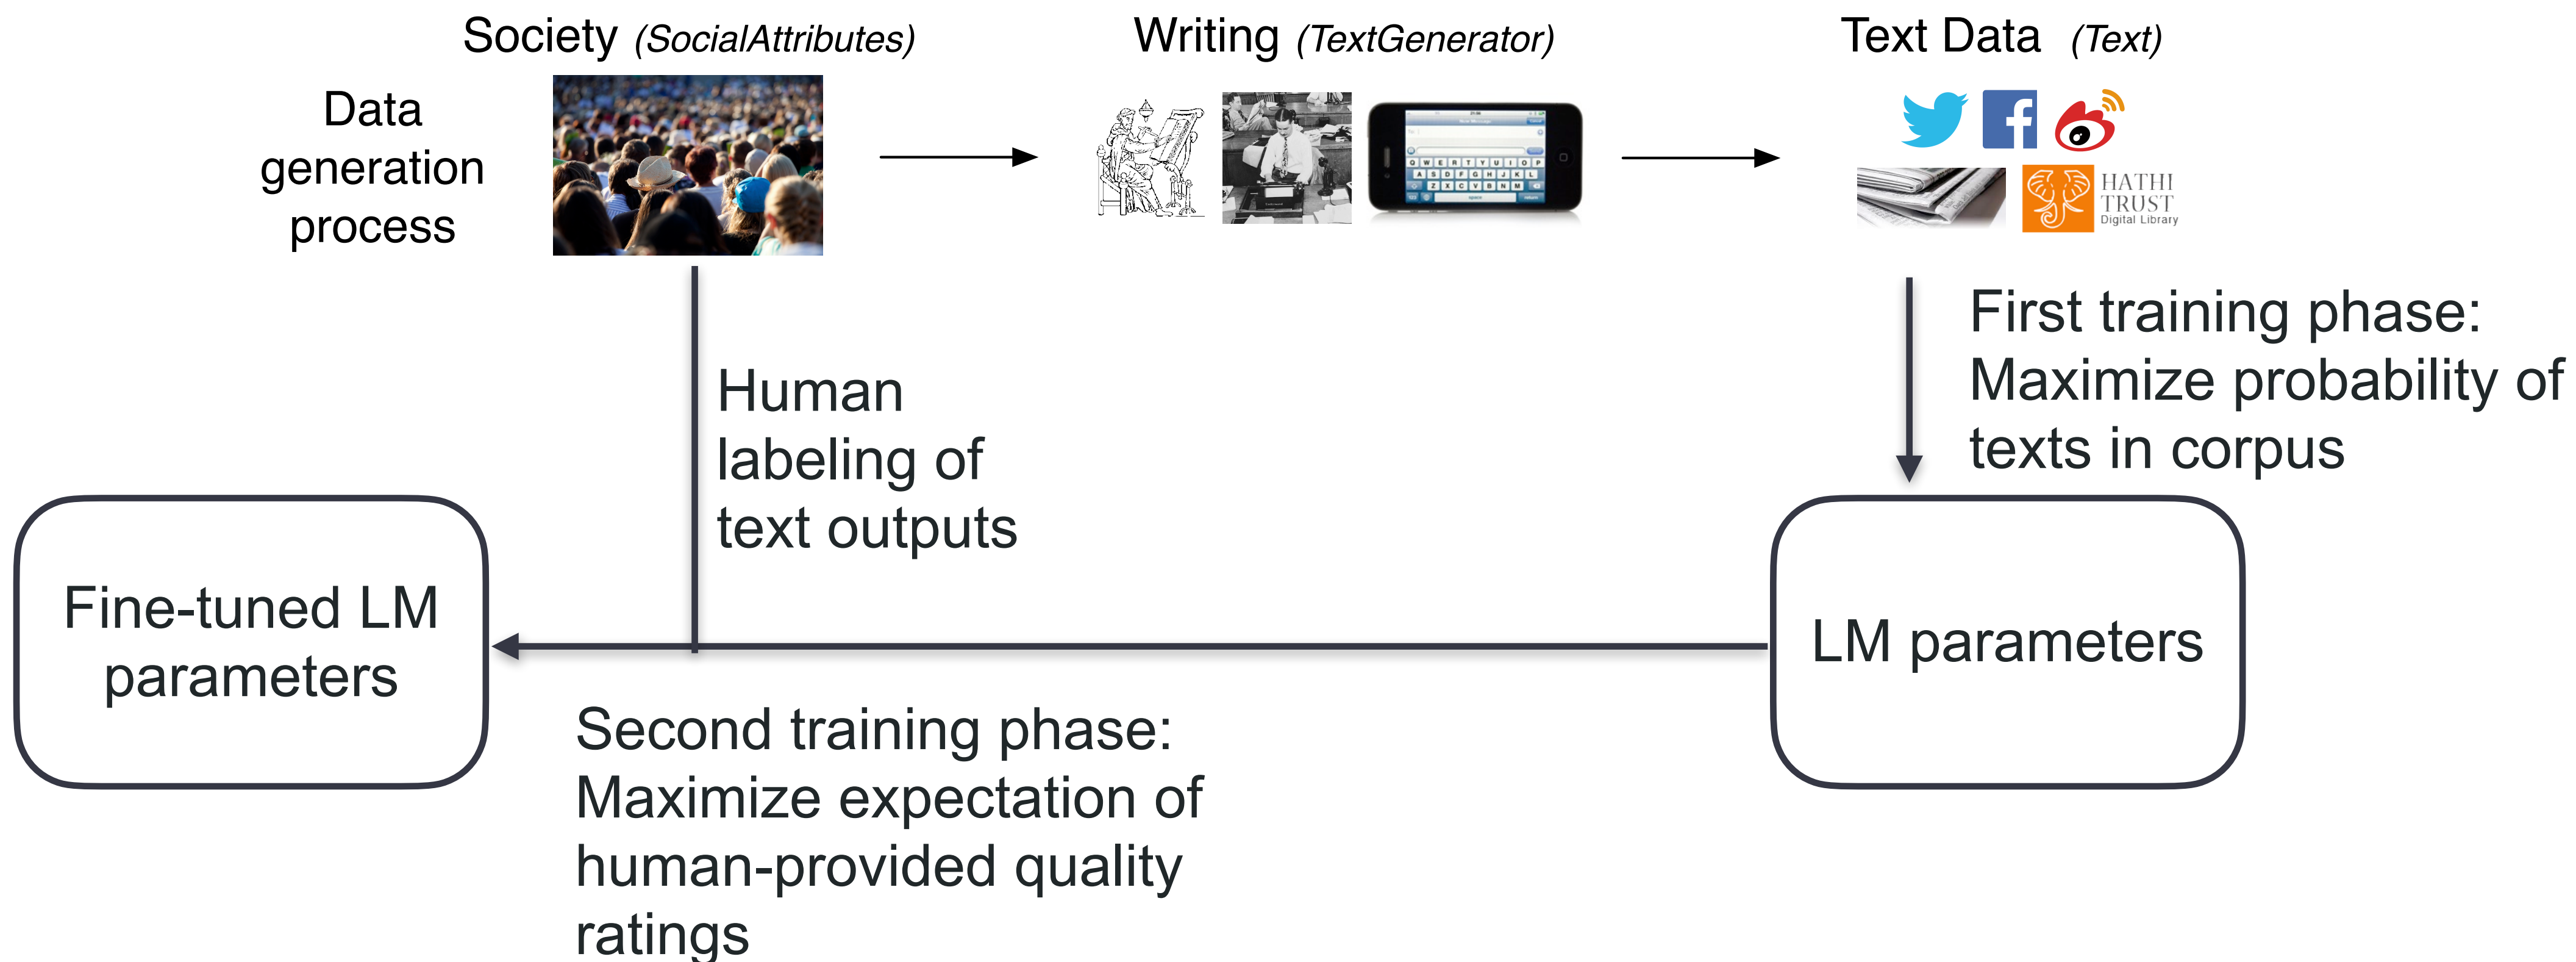 Society (SocialAttributes)
Writing (TextGenerator)
Text Data (Text)
Data
generation
process
HATHI
TRUST
Digital Library
First training phase:
Maximize probability of
texts in corpus
Human
labeling of
text outputs
Fine-tuned LM
parameters
LM parameters
Second training phase:
Maximize expectation of
human-provided quality
ratings
Q W E R T Y U I O P
A S D F G H J K L
Z X C V B N M
space
return